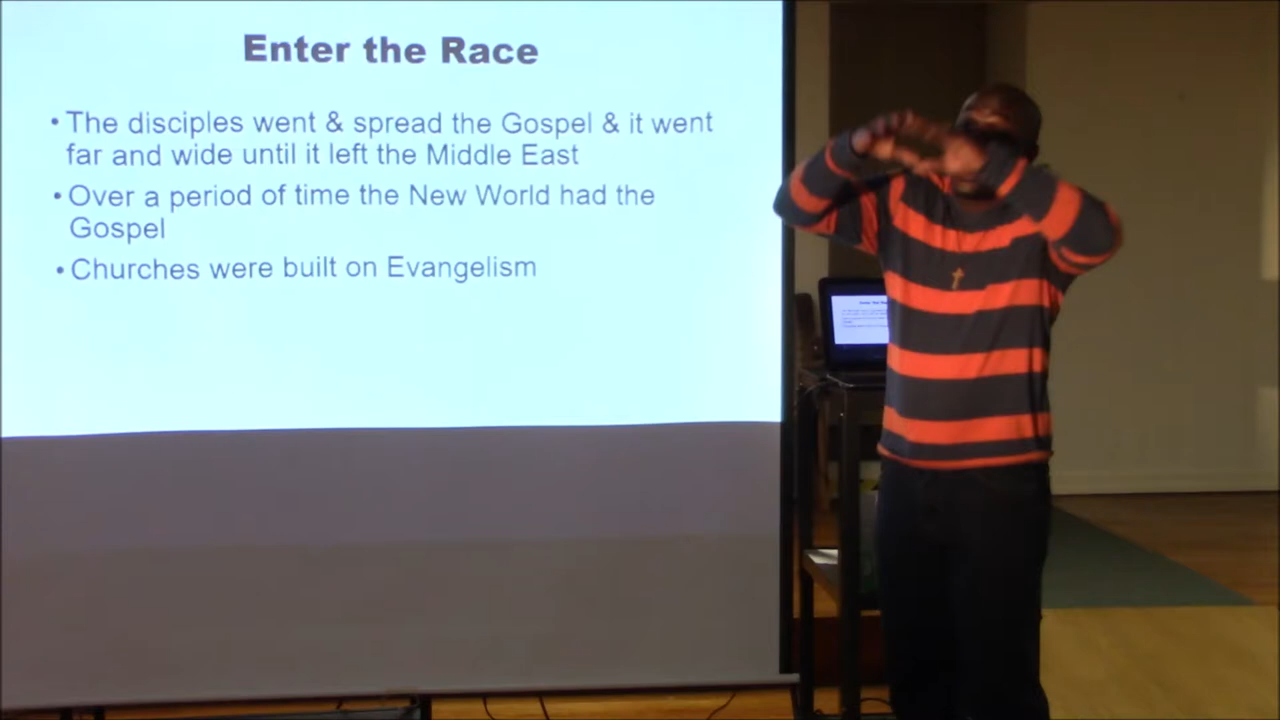 Enter the Race
• The disciples went & spread the Gospel & it went
far and wide until it left the Middle East
• Over a period of time the New World had the
Gospel
• Churches were built on Evangelism